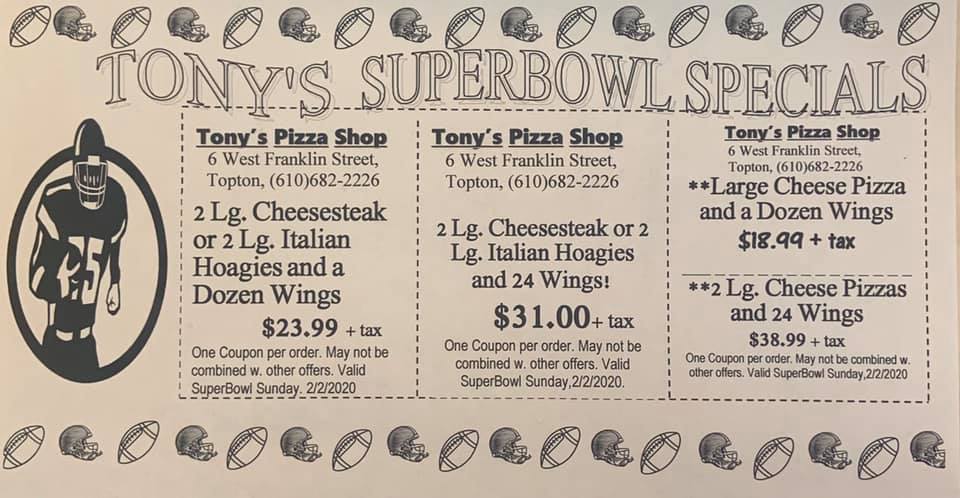 TONY'S SUPERBOWL SPECIALS
Tony's Pizza Shop
6 West Franklin Street,
Topton, (610)682-2226
2 Lg. Cheesesteak
or 2 Lg. Italian
Hoagies and a
Dozen Wings
$23.99 + tax
One Coupon per order. May not be
combined w. other offers. Valid
SuperBowl Sunday. 2/2/2020
Tony's Pizza Shop
6 West Franklin Street,
Topton, (610)682-2226
2 Lg. Cheesesteak or 2
Lg. Italian Hoagies
and 24 Wings!
$31.00+ tax
One Coupon per order. May not be
combined w. other offers. Valid
SuperBowl Sunday,2/2/2020.
Tony's Pizza Shop
6 West Franklin Street,
Topton, (610)682-2226
**Large Cheese Pizza
and a Dozen Wings
$18.99 + tax
**2 Lg. Cheese Pizzas
and 24 Wings
$38.99 + tax
One Coupon per order. May not be combined w.
other offers. Valid SuperBowl Sunday,2/2/2020